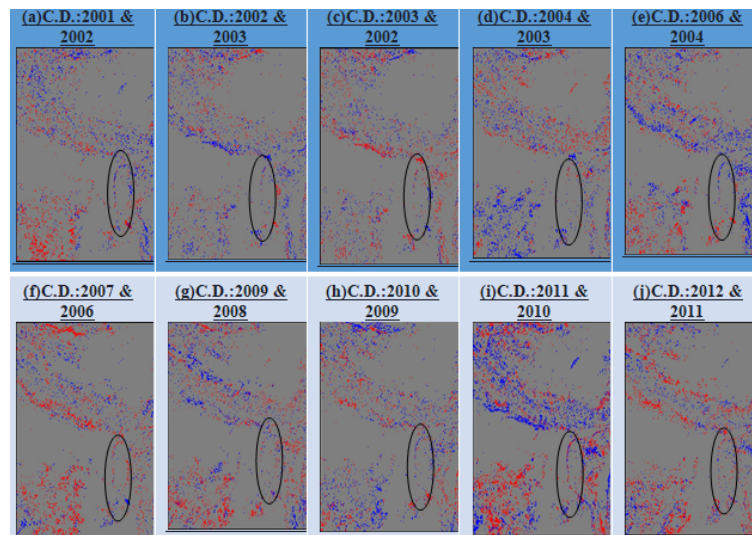 (a)C.D.:2001 &
2002
(b)C.D.:2002 &
2003
(c)C.D.:2003 &
2002
(d)C.D.:2004 &
2003
(e)C.D.:2006 &
2004
(f)C.D.:2007 &
2006
(g)C.D.:2009 &
2008
(h)C.D.:2010 &
2009
(i)C.D.:2011 &
2010
(j)C.D.:2012 &
2011